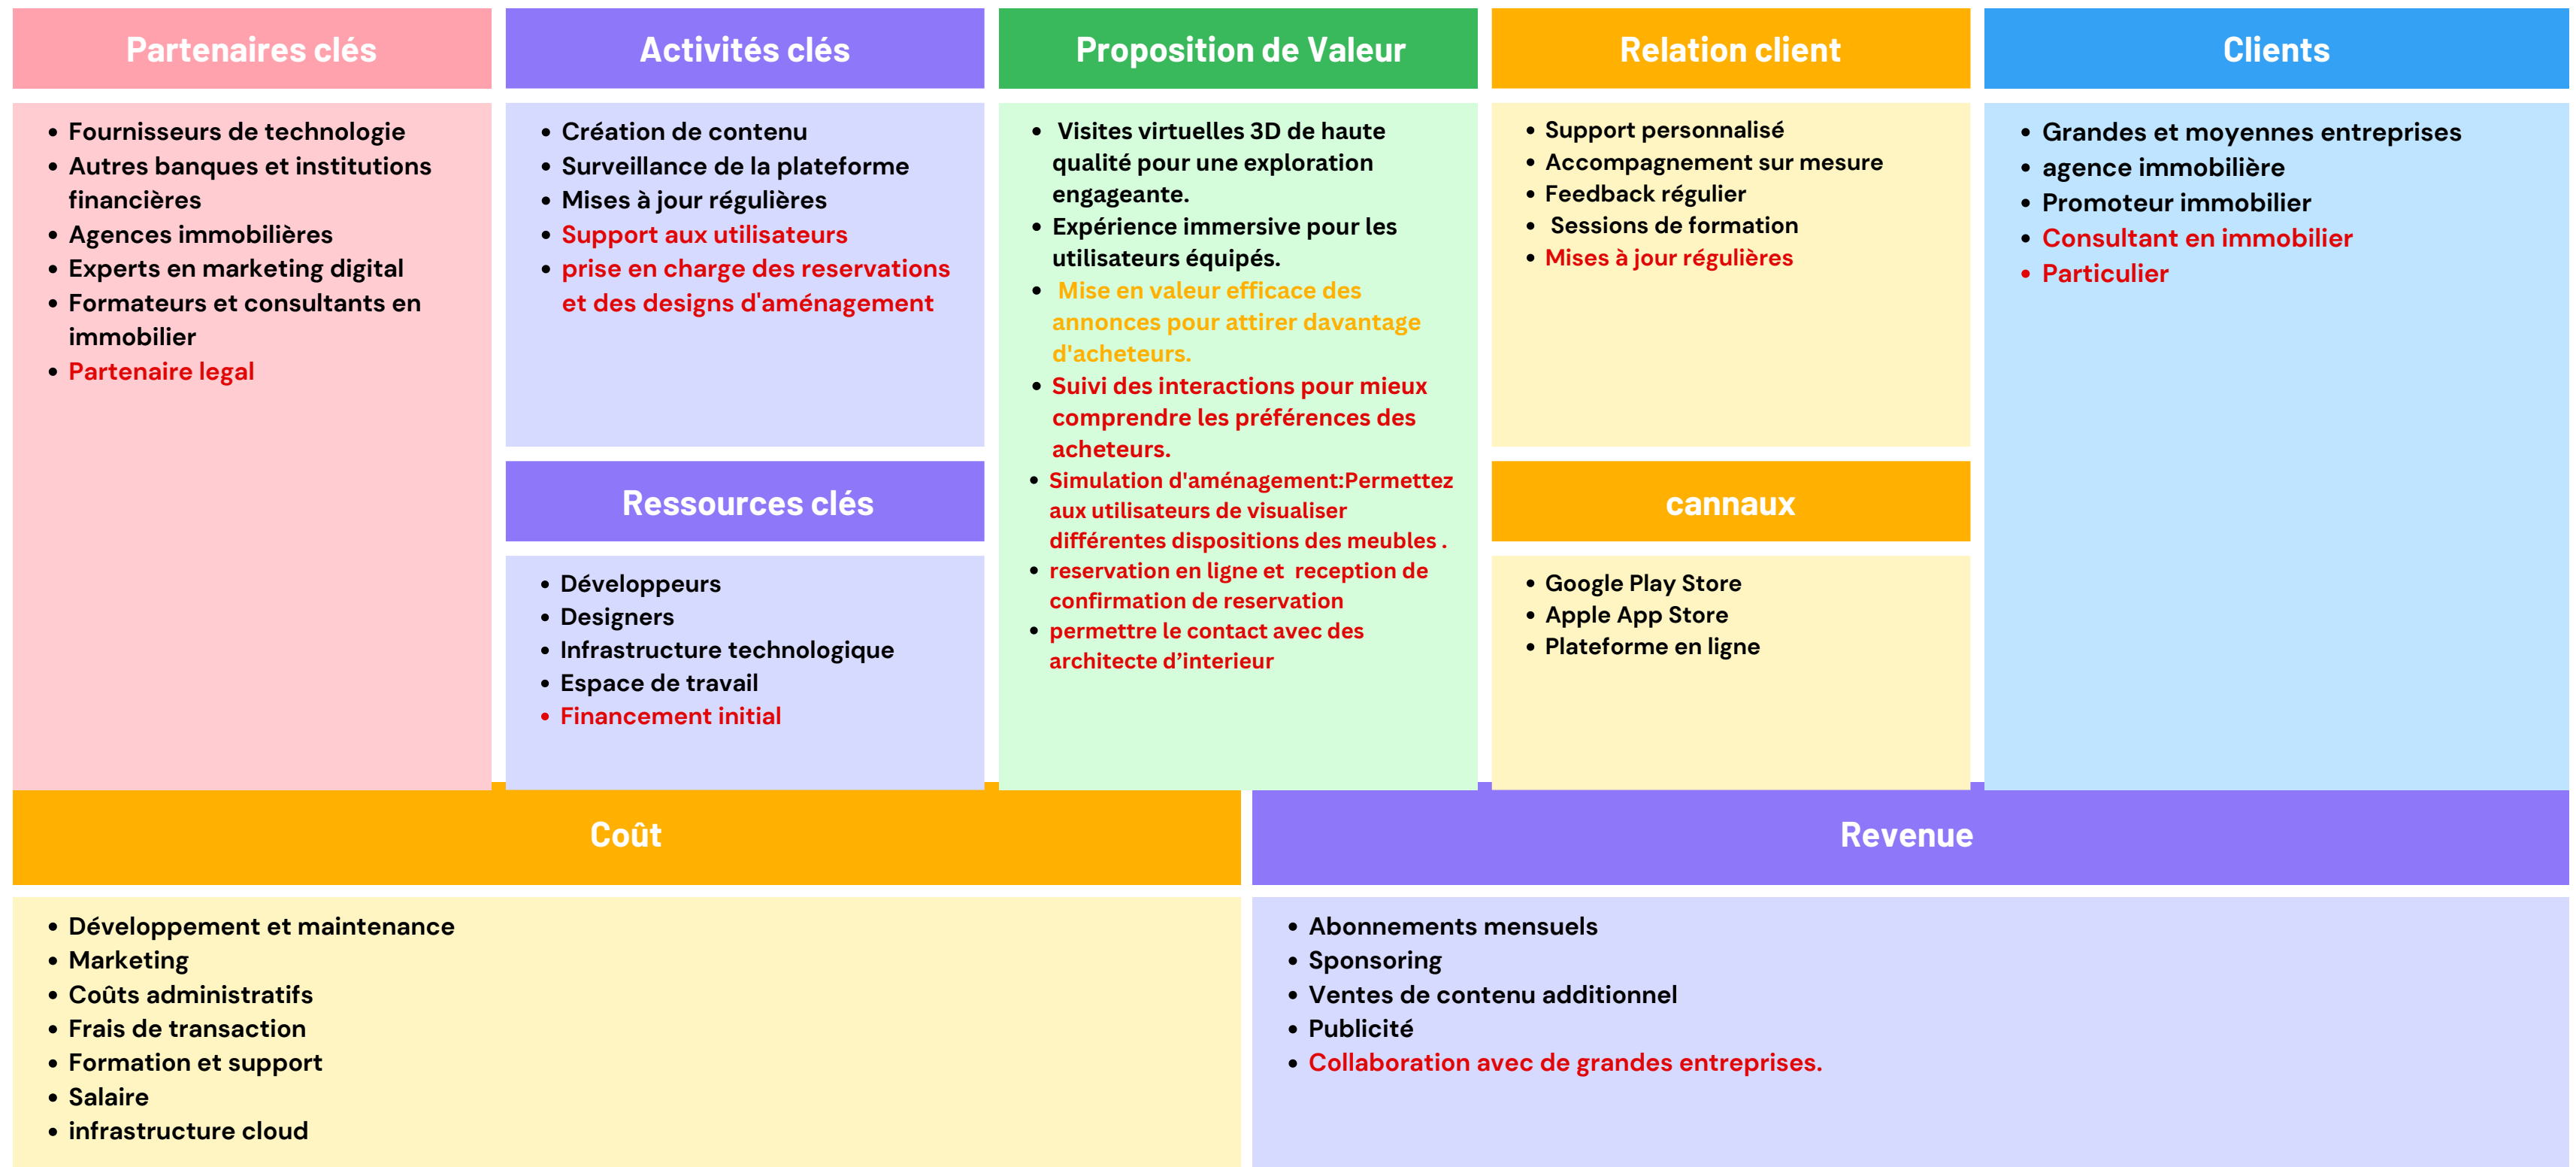 Partenaires clés
Fournisseurs de technologie
Autres banques et institutions
financières
Agences immobilières
Experts en marketing digital
Formateurs et consultants en
immobilier
Partenaire legal
Activités clés
Création de contenu
Surveillance de la plateforme
Mises à jour régulières
Support aux utilisateurs
prise en charge des reservations
et des designs d'aménagement
Ressources clés
Développeurs
Designers
Infrastructure technologique
Espace de travail
Financement initial
Proposition de Valeur
Visites virtuelles 3D de haute
qualité pour une exploration
engageante.
Expérience immersive pour les
utilisateurs équipés.
Mise en valeur efficace des
annonces pour attirer davantage
d'acheteurs.
Suivi des interactions pour mieux
comprendre les préférences des
acheteurs.
Simulation d'aménagement:Permettez
aux utilisateurs de visualiser
différentes dispositions des meubles .
reservation en ligne et reception de
confirmation de reservation
permettre le contact avec des
architecte d’interieur
Relation client
Support personnalisé
Accompagnement sur mesure
Feedback régulier
Sessions de formation
Mises à jour régulières
cannaux
Google Play Store
Apple App Store
Plateforme en ligne
Clients
Grandes et moyennes entreprises
agence immobilière
Promoteur immobilier
Consultant en immobilier
Particulier
Coût
Développement et maintenance
Marketing
Coûts administratifs
Frais de transaction
Formation et support
Salaire
infrastructure cloud
Revenue
Abonnements mensuels
Sponsoring
Ventes de contenu additionnel
Publicité
Collaboration avec de grandes entreprises.